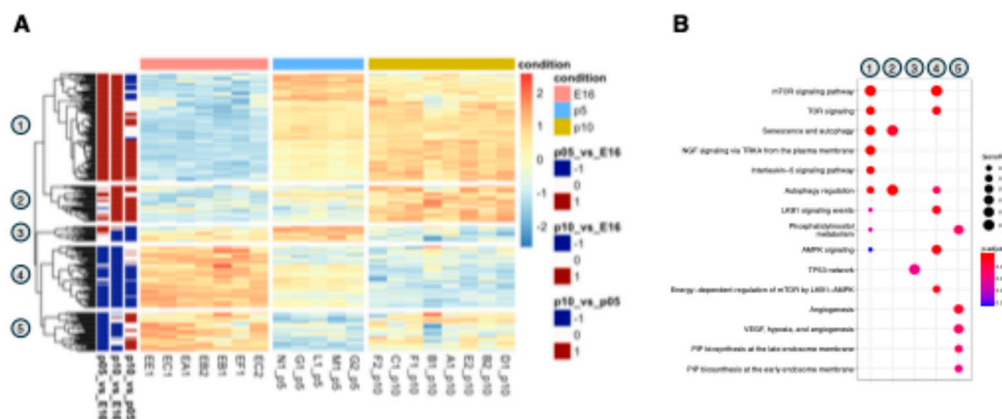 A
B
condition
2
1
0
-1
-2
condition
E16
p5
p10
p05_vs_E16
-1
0
1
p10_vs_E16
-1
0
1
p10_vs_p05
-1
0
1
1
2
3
4
5
p05_vs_E16
p10_vs_E16
p10_vs_p05
EE1
EC1
EA1
EB2
EB1
EF1
EC2
N1_p5
G1_p5
L1_p5
M1_p5
G2_p5
F2_p10
C1_p10
F1_p10
B1_p10
A1_p10
E2_p10
B2_p10
D1_p10
1 2 3 4 5
mTOR signaling pathway
TOR signaling
Senescence and autophagy
NGF signaling via TRKA from the plasma membrane
Interleukin-5 signaling pathway
Autophagy regulation
LKB1 signaling events
Phosphatidylinositol
metabolism
AMPK signaling
TP53 network
Energy-dependent regulation of mTOR by LKB1-AMPK
Angiogenesis
VEGF, hypoxia, and angiogenesis
PIP biosynthesis at the late endosome membrane
PIP biosynthesis at the early endosome membrane